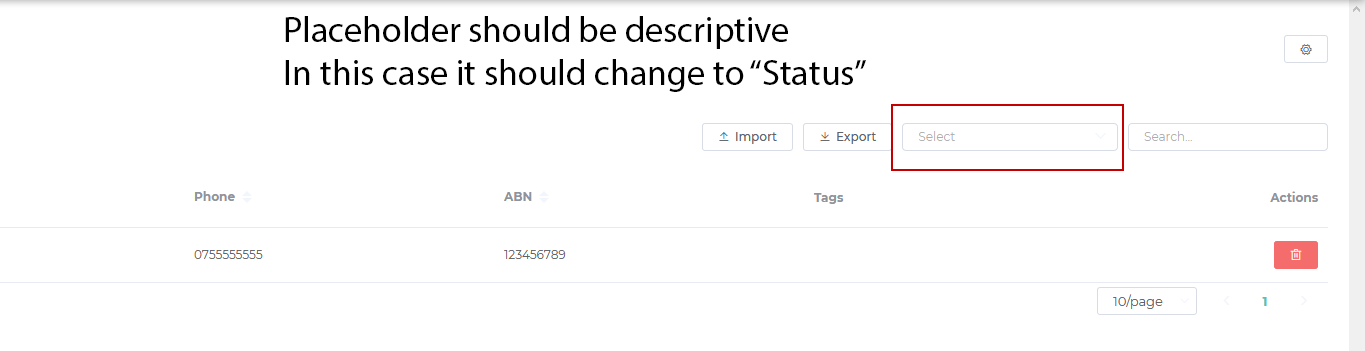 Placeholder should be descriptive
In this case it should change to “Status”
Import Export Select Search...
Phone ABN Tags Actions
0755555555 123456789
10/page 1